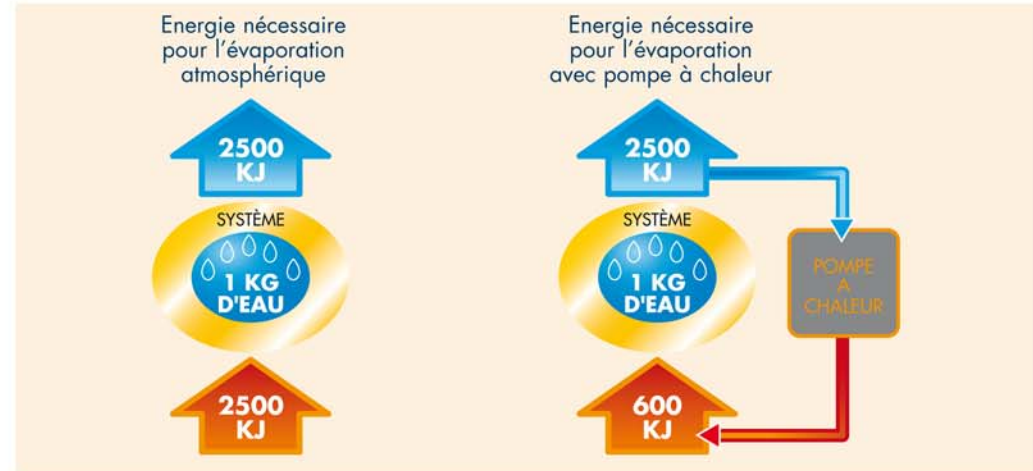 Energie nécessaire
pour l'évaporation
atmosphérique
2500
KJ
SYSTÈME
1 KG
D'EAU
2500
KJ
Energie nécessaire
pour l'évaporation
avec pompe à chaleur
2500
KJ
SYSTÈME
1 KG
D'EAU
POMPE
A
CHALEUR
600
KJ